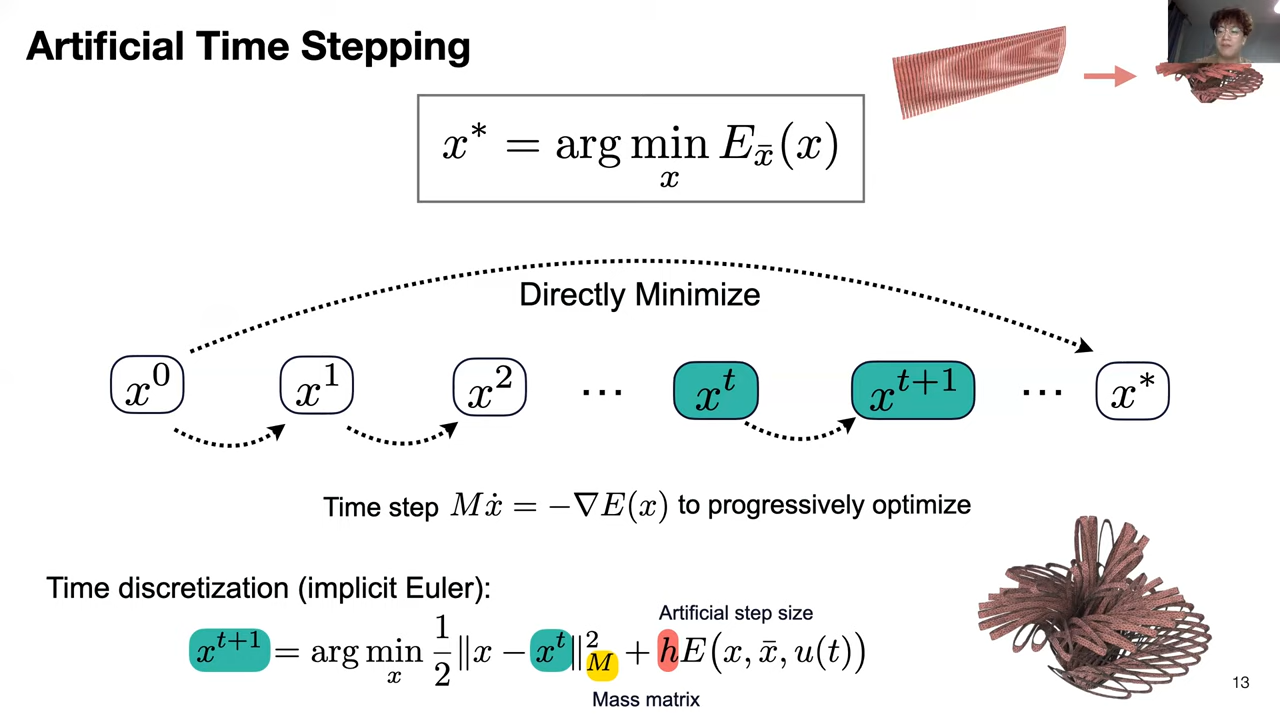 Artificial Time Stepping
x* = arg min_x E_x̄(x)
Directly Minimize
x^0 x^1 x^2 ... x^t x^{t+1} ... x*
Time step Mẋ = −∇E(x) to progressively optimize
Time discretization (implicit Euler):
Artificial step size
x^{t+1} = arg min_x 1/2 ‖x − x^t‖²_M + hE(x, x̄, u(t))
Mass matrix
13